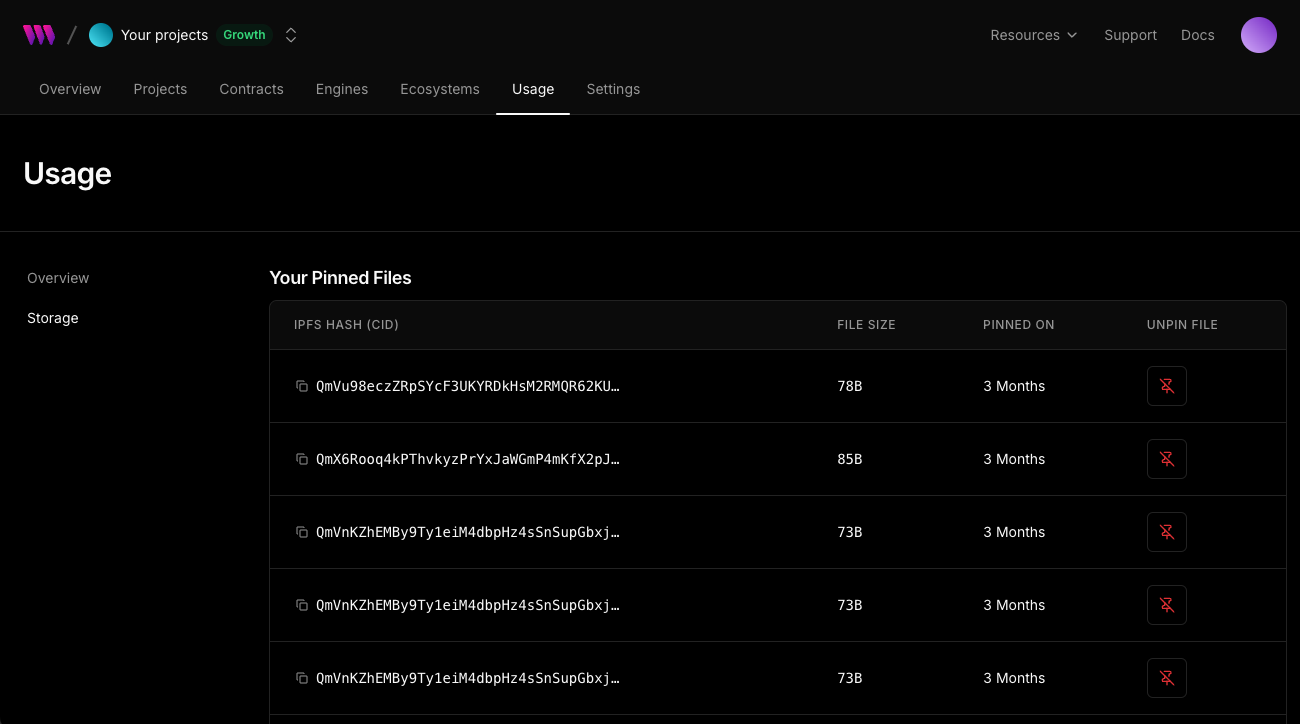 / Your projects Growth Resources Support Docs
Overview Projects Contracts Engines Ecosystems Usage Settings
Usage
Overview
Storage
Your Pinned Files
IPFS HASH (CID) FILE SIZE PINNED ON UNPIN FILE
QmVu98eczZRpSYcF3UKYRDkHsM2RMQR62KU… 78B 3 Months
QmX6Rooq4kPThvkyzPrYxJaWGmP4mKfX2pJ… 85B 3 Months
QmVnKZhEMBy9Ty1eiM4dbpHz4sSnSupGbxj… 73B 3 Months
QmVnKZhEMBy9Ty1eiM4dbpHz4sSnSupGbxj… 73B 3 Months
QmVnKZhEMBy9Ty1eiM4dbpHz4sSnSupGbxj… 73B 3 Months